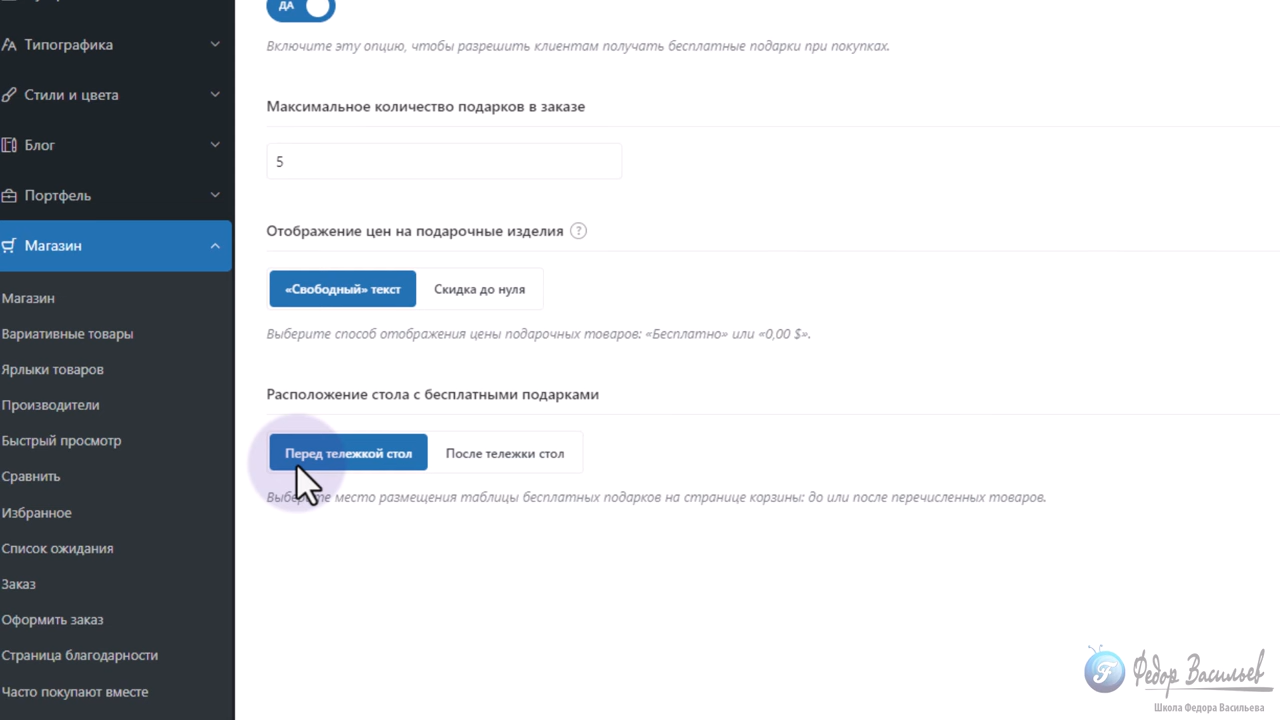 ДА
Включите эту опцию, чтобы разрешить клиентам получать бесплатные подарки при покупках.
Типографика
Стили и цвета
Блог
Портфель
Магазин
Магазин
Вариативные товары
Ярлыки товаров
Производители
Быстрый просмотр
Сравнить
Избранное
Список ожидания
Заказ
Оформить заказ
Страница благодарности
Часто покупают вместе
Максимальное количество подарков в заказе
5
Отображение цен на подарочные изделия ?
«Свободный» текст
Скидка до нуля
Выберите способ отображения цены подарочных товаров: «Бесплатно» или «0,00 $».
Расположение стола с бесплатными подарками
Перед тележкой стол
После тележки стол
Выберите место размещения таблицы бесплатных подарков на странице корзины: до или после перечисленных товаров.
Федор Васильев
Школа Федора Васильева